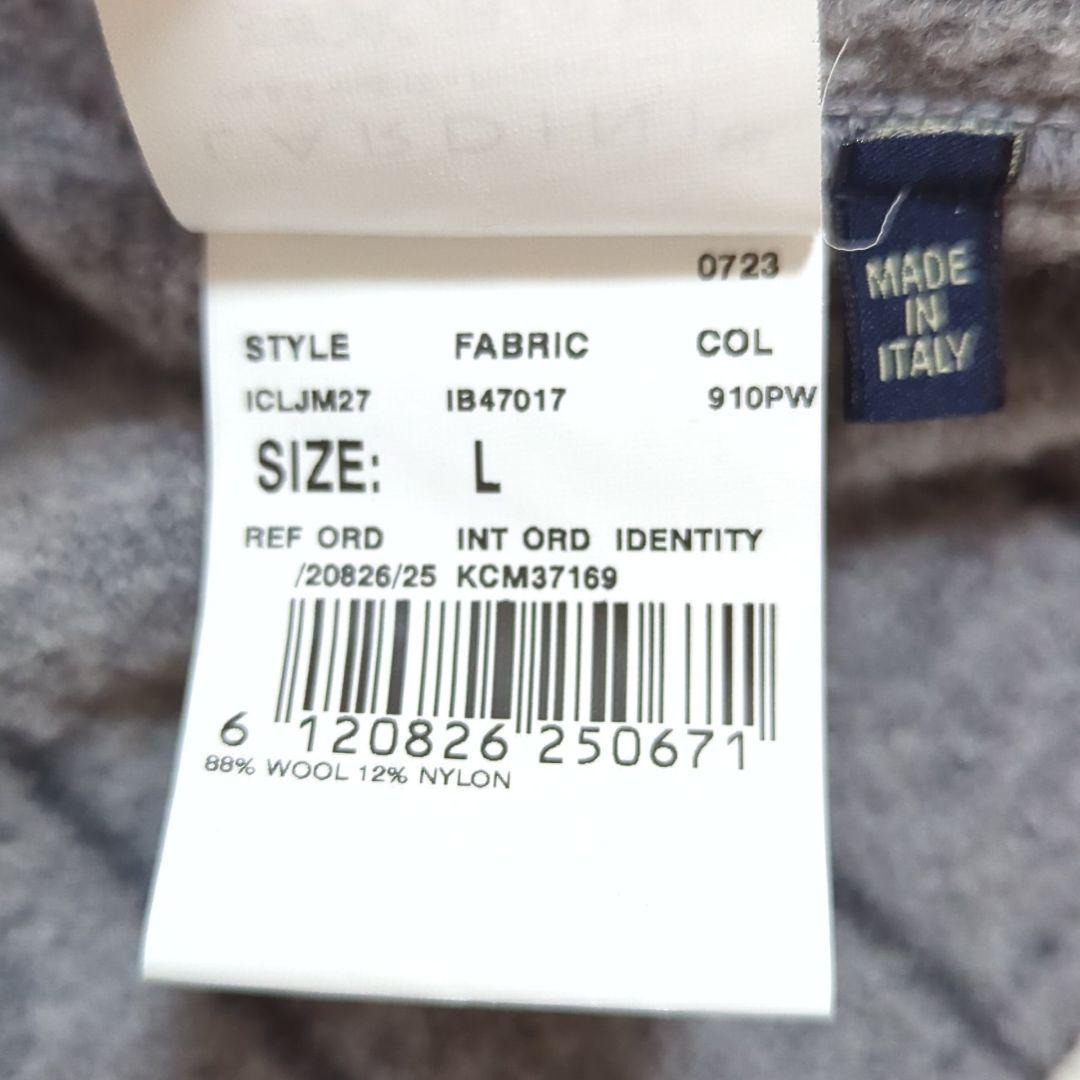 LARDINI
0723
STYLE FABRIC COL
ICLJM27 IB47017 910PW
SIZE: L
REF ORD INT ORD IDENTITY
/20826/25 KCM37169
6 120826 250671
88% WOOL 12% NYLON
MADE
IN
ITALY